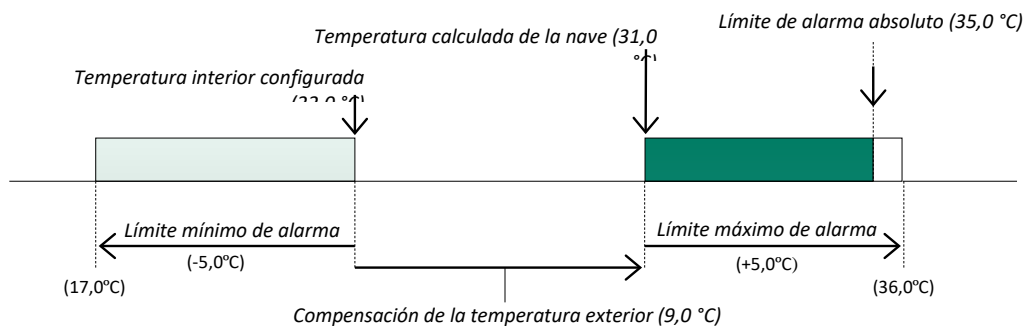 Límite de alarma absoluto (35,0 °C)
Temperatura calculada de la nave (31,0
°C)
Temperatura interior configurada
Límite mínimo de alarma
(-5,0ºC)
(17,0ºC)
Límite máximo de alarma
(+5,0ºC)
(36,0ºC)
Compensación de la temperatura exterior (9,0 °C)